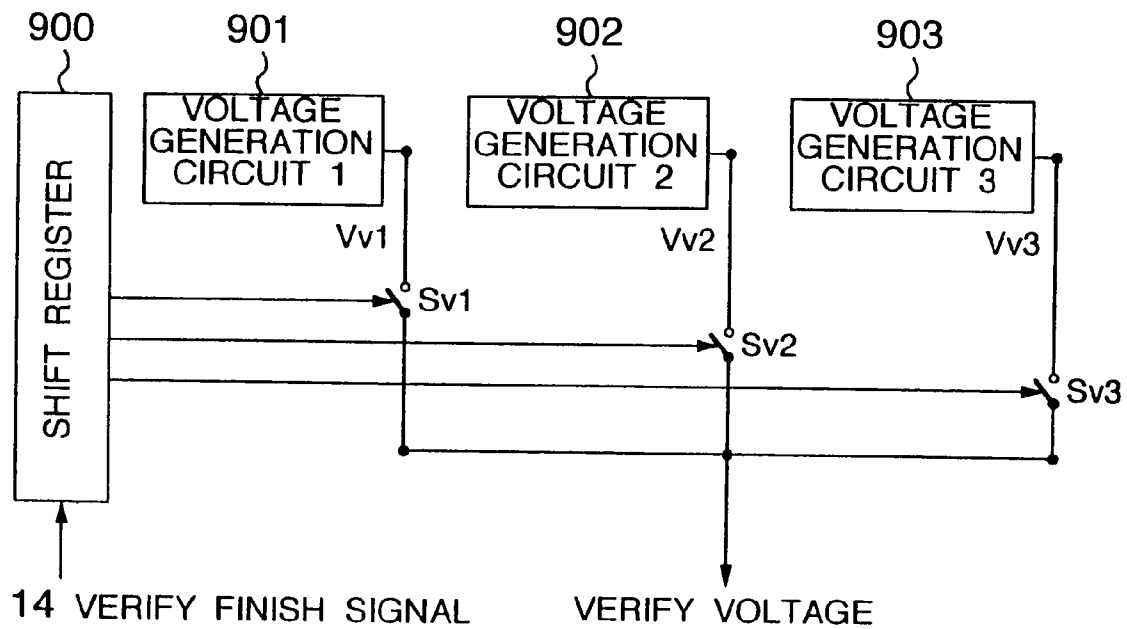 900
901
902
903
VOLTAGE
GENERATION
CIRCUIT 1
VOLTAGE
GENERATION
CIRCUIT 2
VOLTAGE
GENERATION
CIRCUIT 3
SHIFT REGISTER
Vv1
Vv2
Vv3
Sv1
Sv2
Sv3
14 VERIFY FINISH SIGNAL
VERIFY VOLTAGE